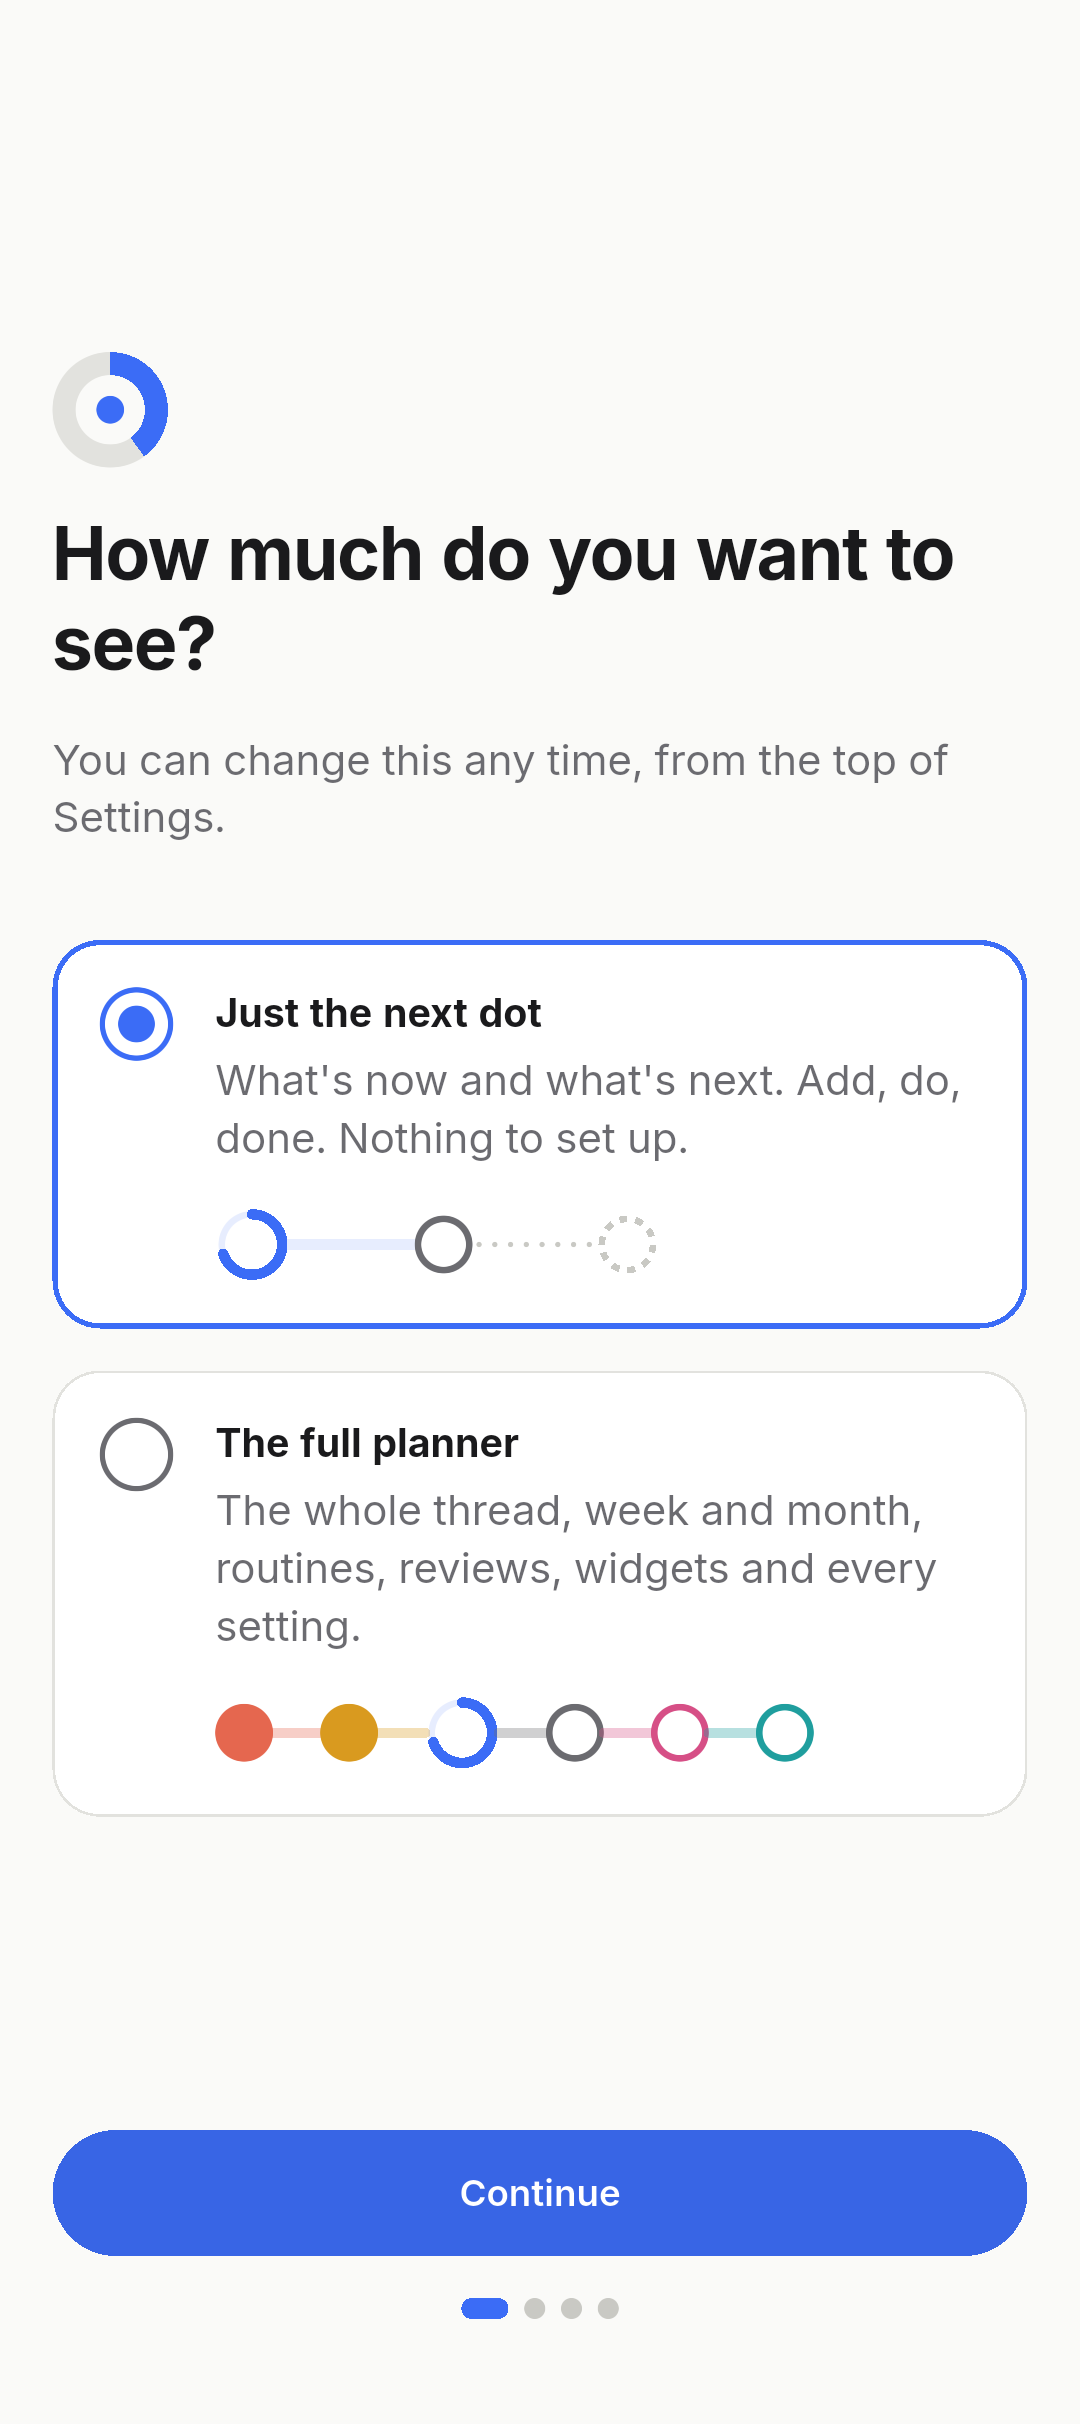 How much do you want to
see?
You can change this any time, from the top of
Settings.
Just the next dot
What's now and what's next. Add, do,
done. Nothing to set up.
The full planner
The whole thread, week and month,
routines, reviews, widgets and every
setting.
Continue